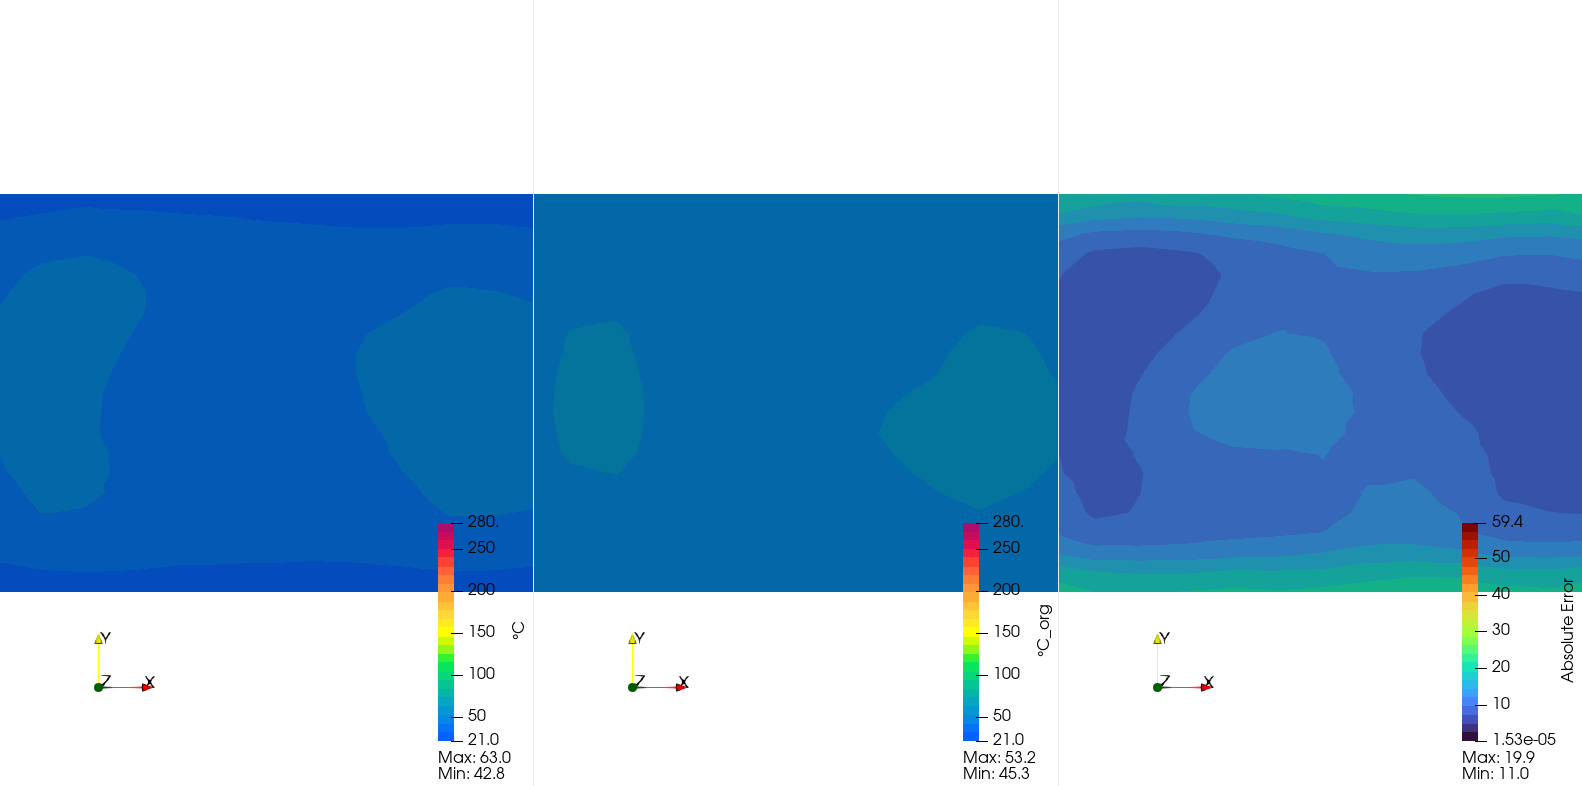 280.
250
200
150
100
50
21.0
°C
Max: 63.0
Min: 42.8
Y
Z
X
280.
250
200
150
100
50
21.0
°C_org
Max: 53.2
Min: 45.3
Y
Z
X
59.4
50
40
30
20
10
1.53e-05
Absolute Error
Max: 19.9
Min: 11.0
Y
Z
X